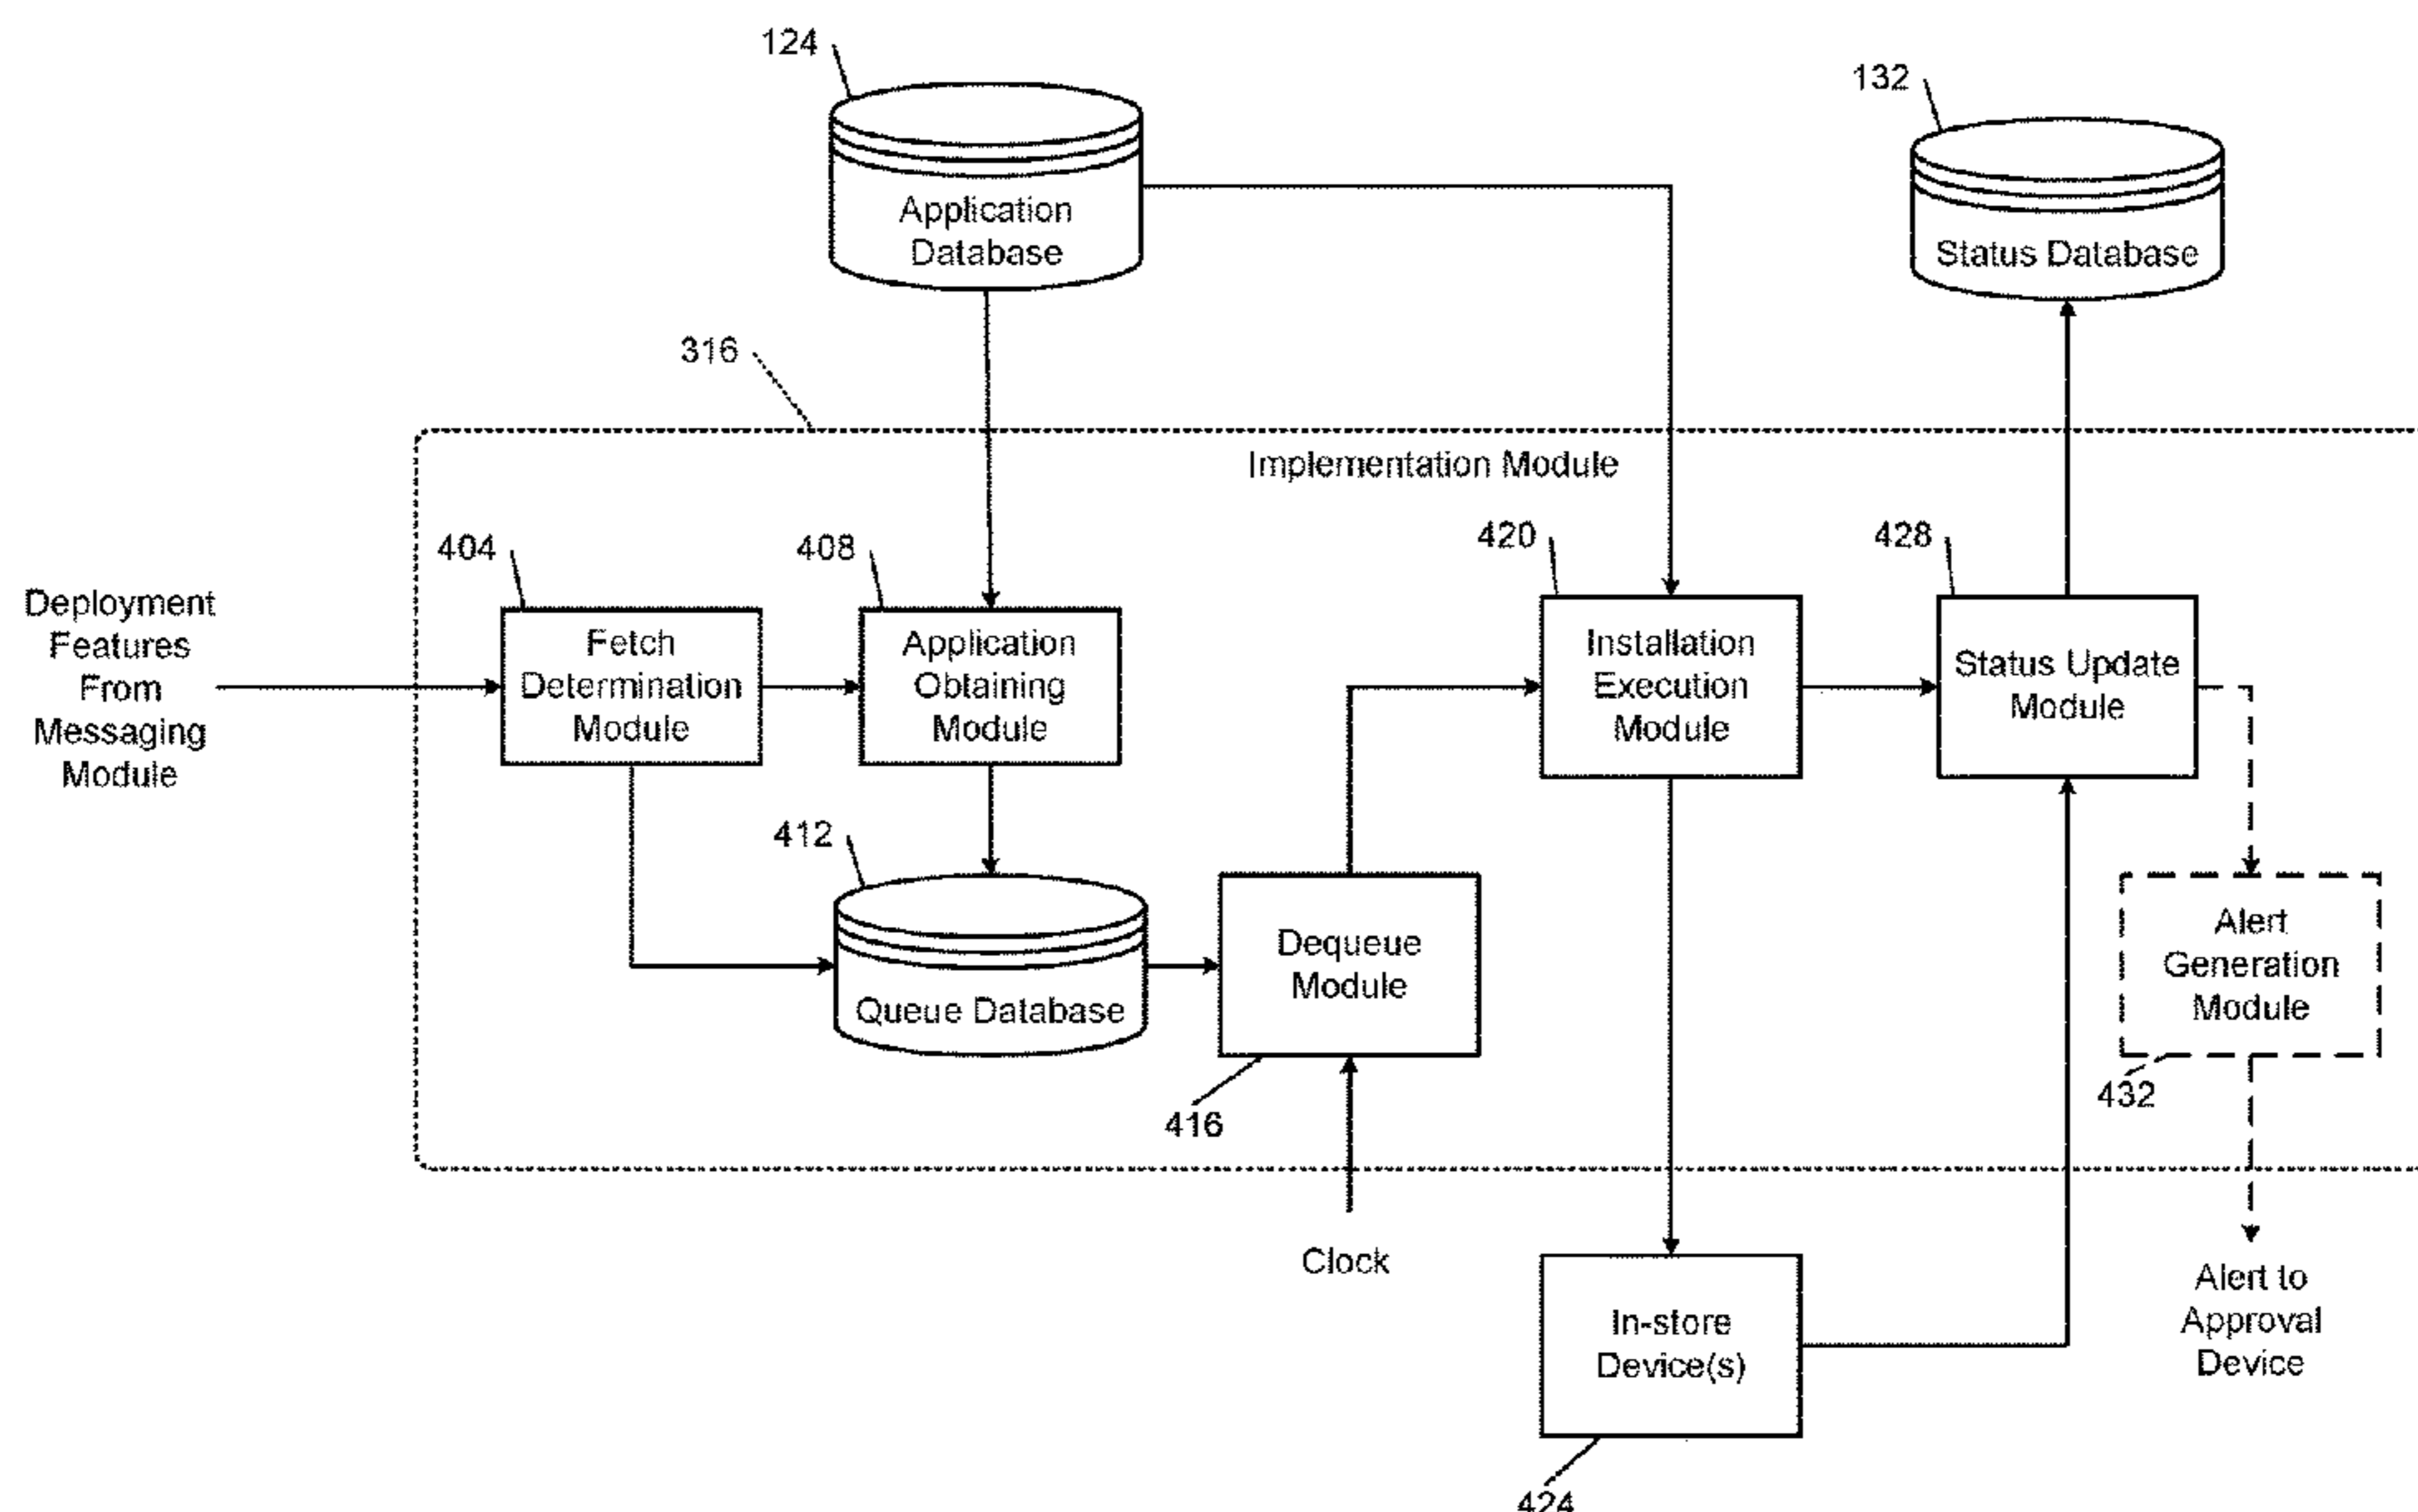 124
132
Application
Database
Status Database
316
Implementation Module
404
408
420
428
Deployment
Features
From
Messaging
Module
Fetch
Determination
Module
Application
Obtaining
Module
Installation
Execution
Module
Status Update
Module
412
Queue Database
Dequeue
Module
Alert
Generation
Module
416
432
Clock
In-store
Device(s)
Alert to
Approval
Device
424